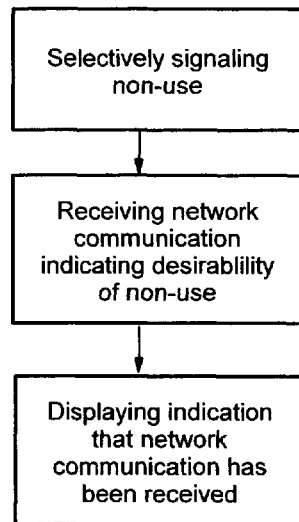 Selectively signaling
non-use
Receiving network
communication
indicating desirablility
of non-use
Displaying indication
that network
communication has
been received